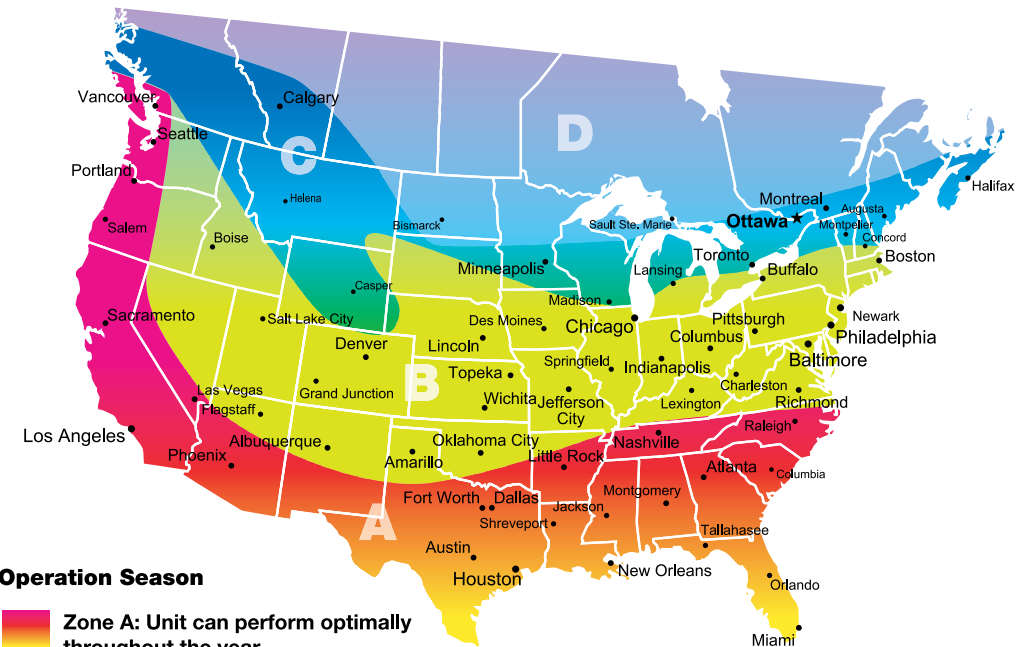 Vancouver
Calgary
Seattle
C
D
Portland
Helena
Halifax
Montreal
Augusta
Salem
Bismarck
Sault Ste. Marie
Ottawa
Montpelier
Boise
Concord
Toronto
Boston
Minneapolis
Lansing
Buffalo
Casper
Madison
Sacramento
Salt Lake City
Des Moines
Chicago
Pittsburgh
Newark
Denver
Lincoln
Columbus
Philadelphia
Springfield
Indianapolis
Baltimore
Topeka
B
Grand Junction
Charleston
Las Vegas
Wichita
Jefferson
City
Lexington
Richmond
Flagstaff
Raleigh
Los Angeles
Albuquerque
Oklahoma City
Nashville
Phoenix
Amarillo
Little Rock
Atlanta
Columbia
Fort Worth
Dallas
Montgomery
A
Shreveport
Jackson
Tallahasee
Austin
Houston
New Orleans
Orlando
Miami
Operation Season
Zone A: Unit can perform optimally
throughout the year